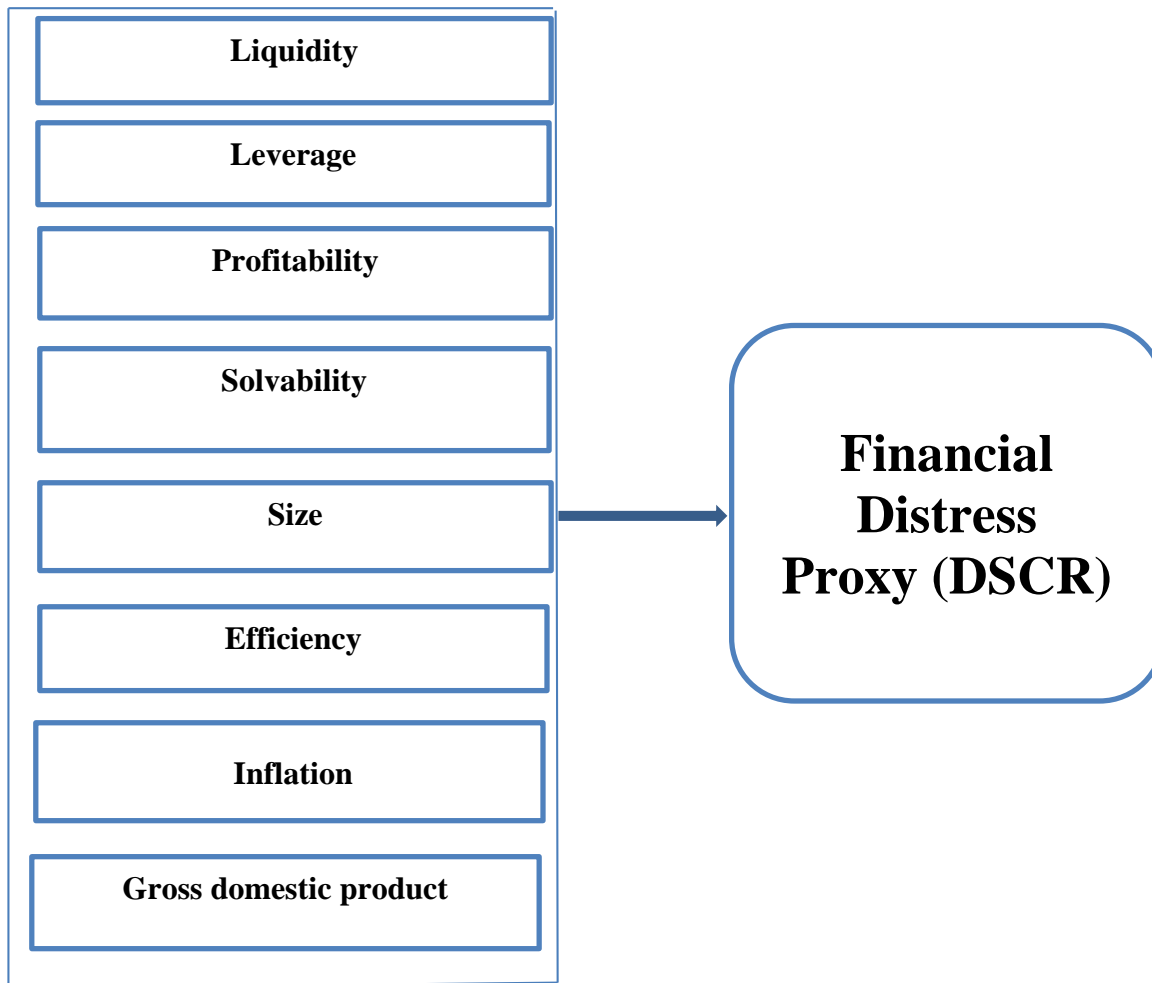 Liquidity
Leverage
Profitability
Solvability
Size
Efficiency
Inflation
Gross domestic product
Financial
Distress
Proxy (DSCR)